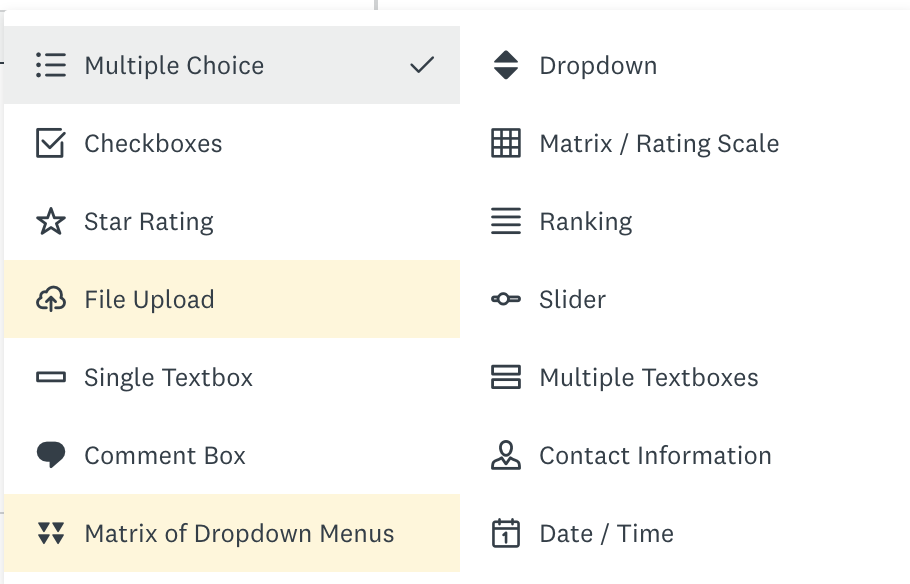 Multiple Choice
Dropdown
Checkboxes
Matrix / Rating Scale
Star Rating
Ranking
File Upload
Slider
Single Textbox
Multiple Textboxes
Comment Box
Contact Information
Matrix of Dropdown Menus
1
Date / Time